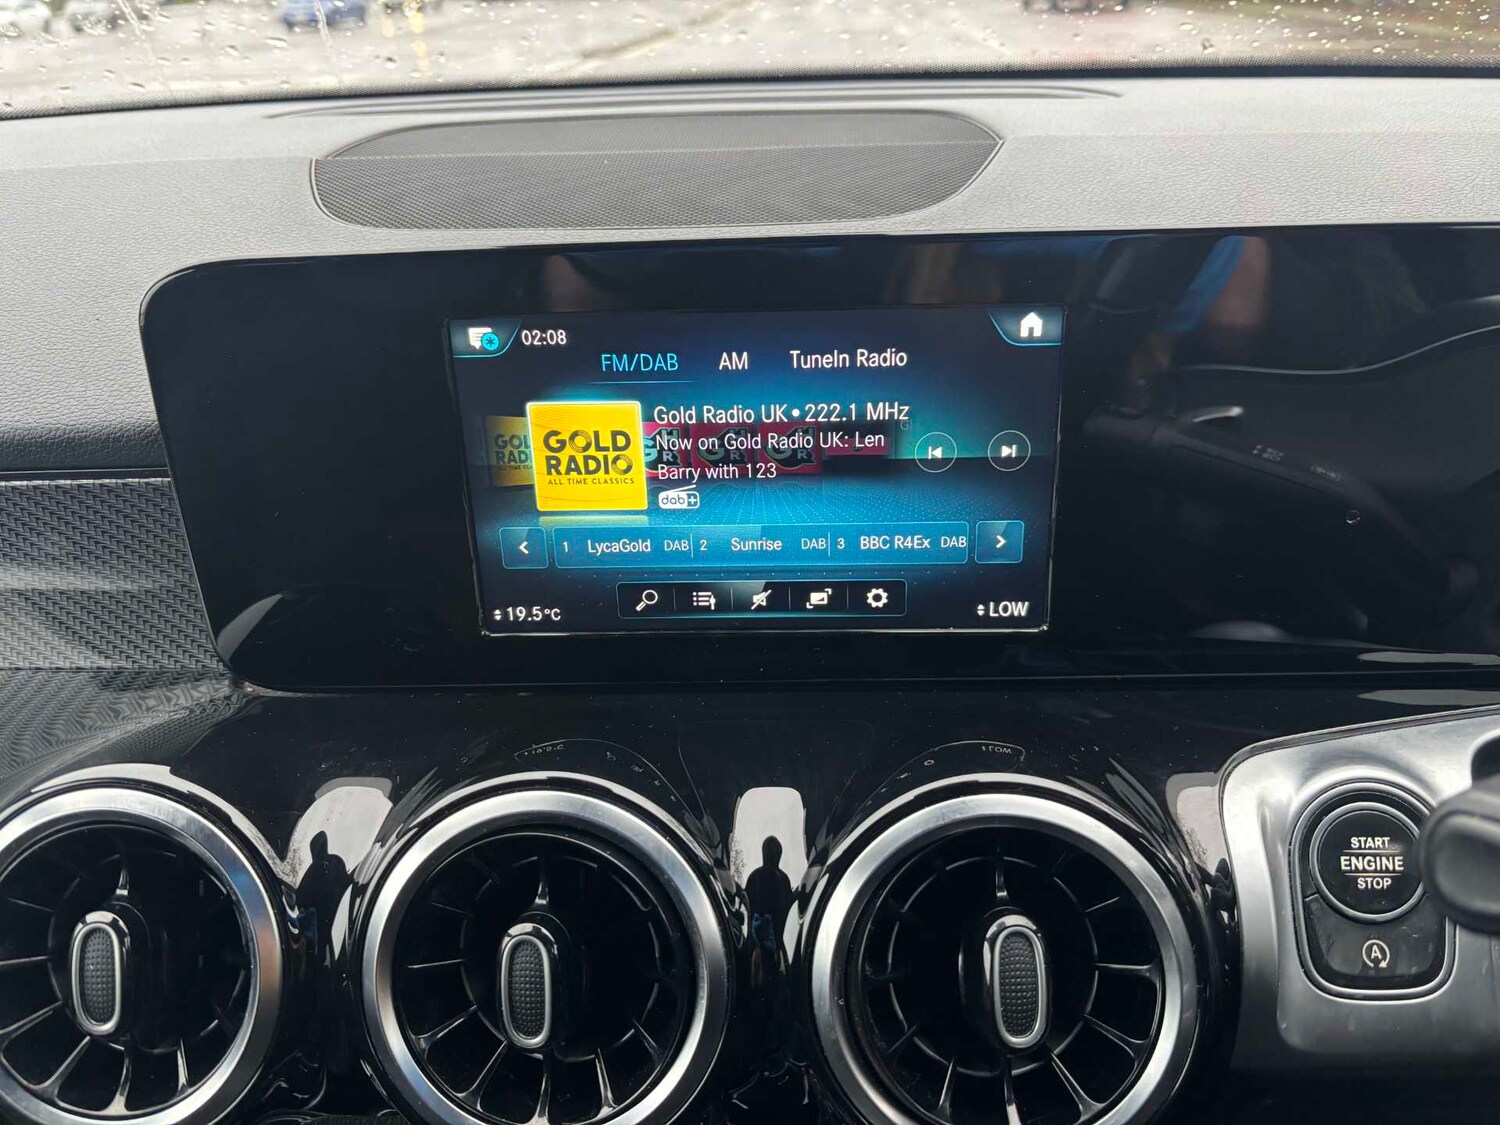 02:08
FM/DAB AM TuneIn Radio
GOLD
RADIO
ALL TIME CLASSICS
Gold Radio UK • 222.1 MHz
Now on Gold Radio UK: Len
Barry with 123
dab+
1 LycaGold DAB 2 Sunrise DAB 3 BBC R4Ex DAB
19.5°C
LOW
START
ENGINE
STOP
A